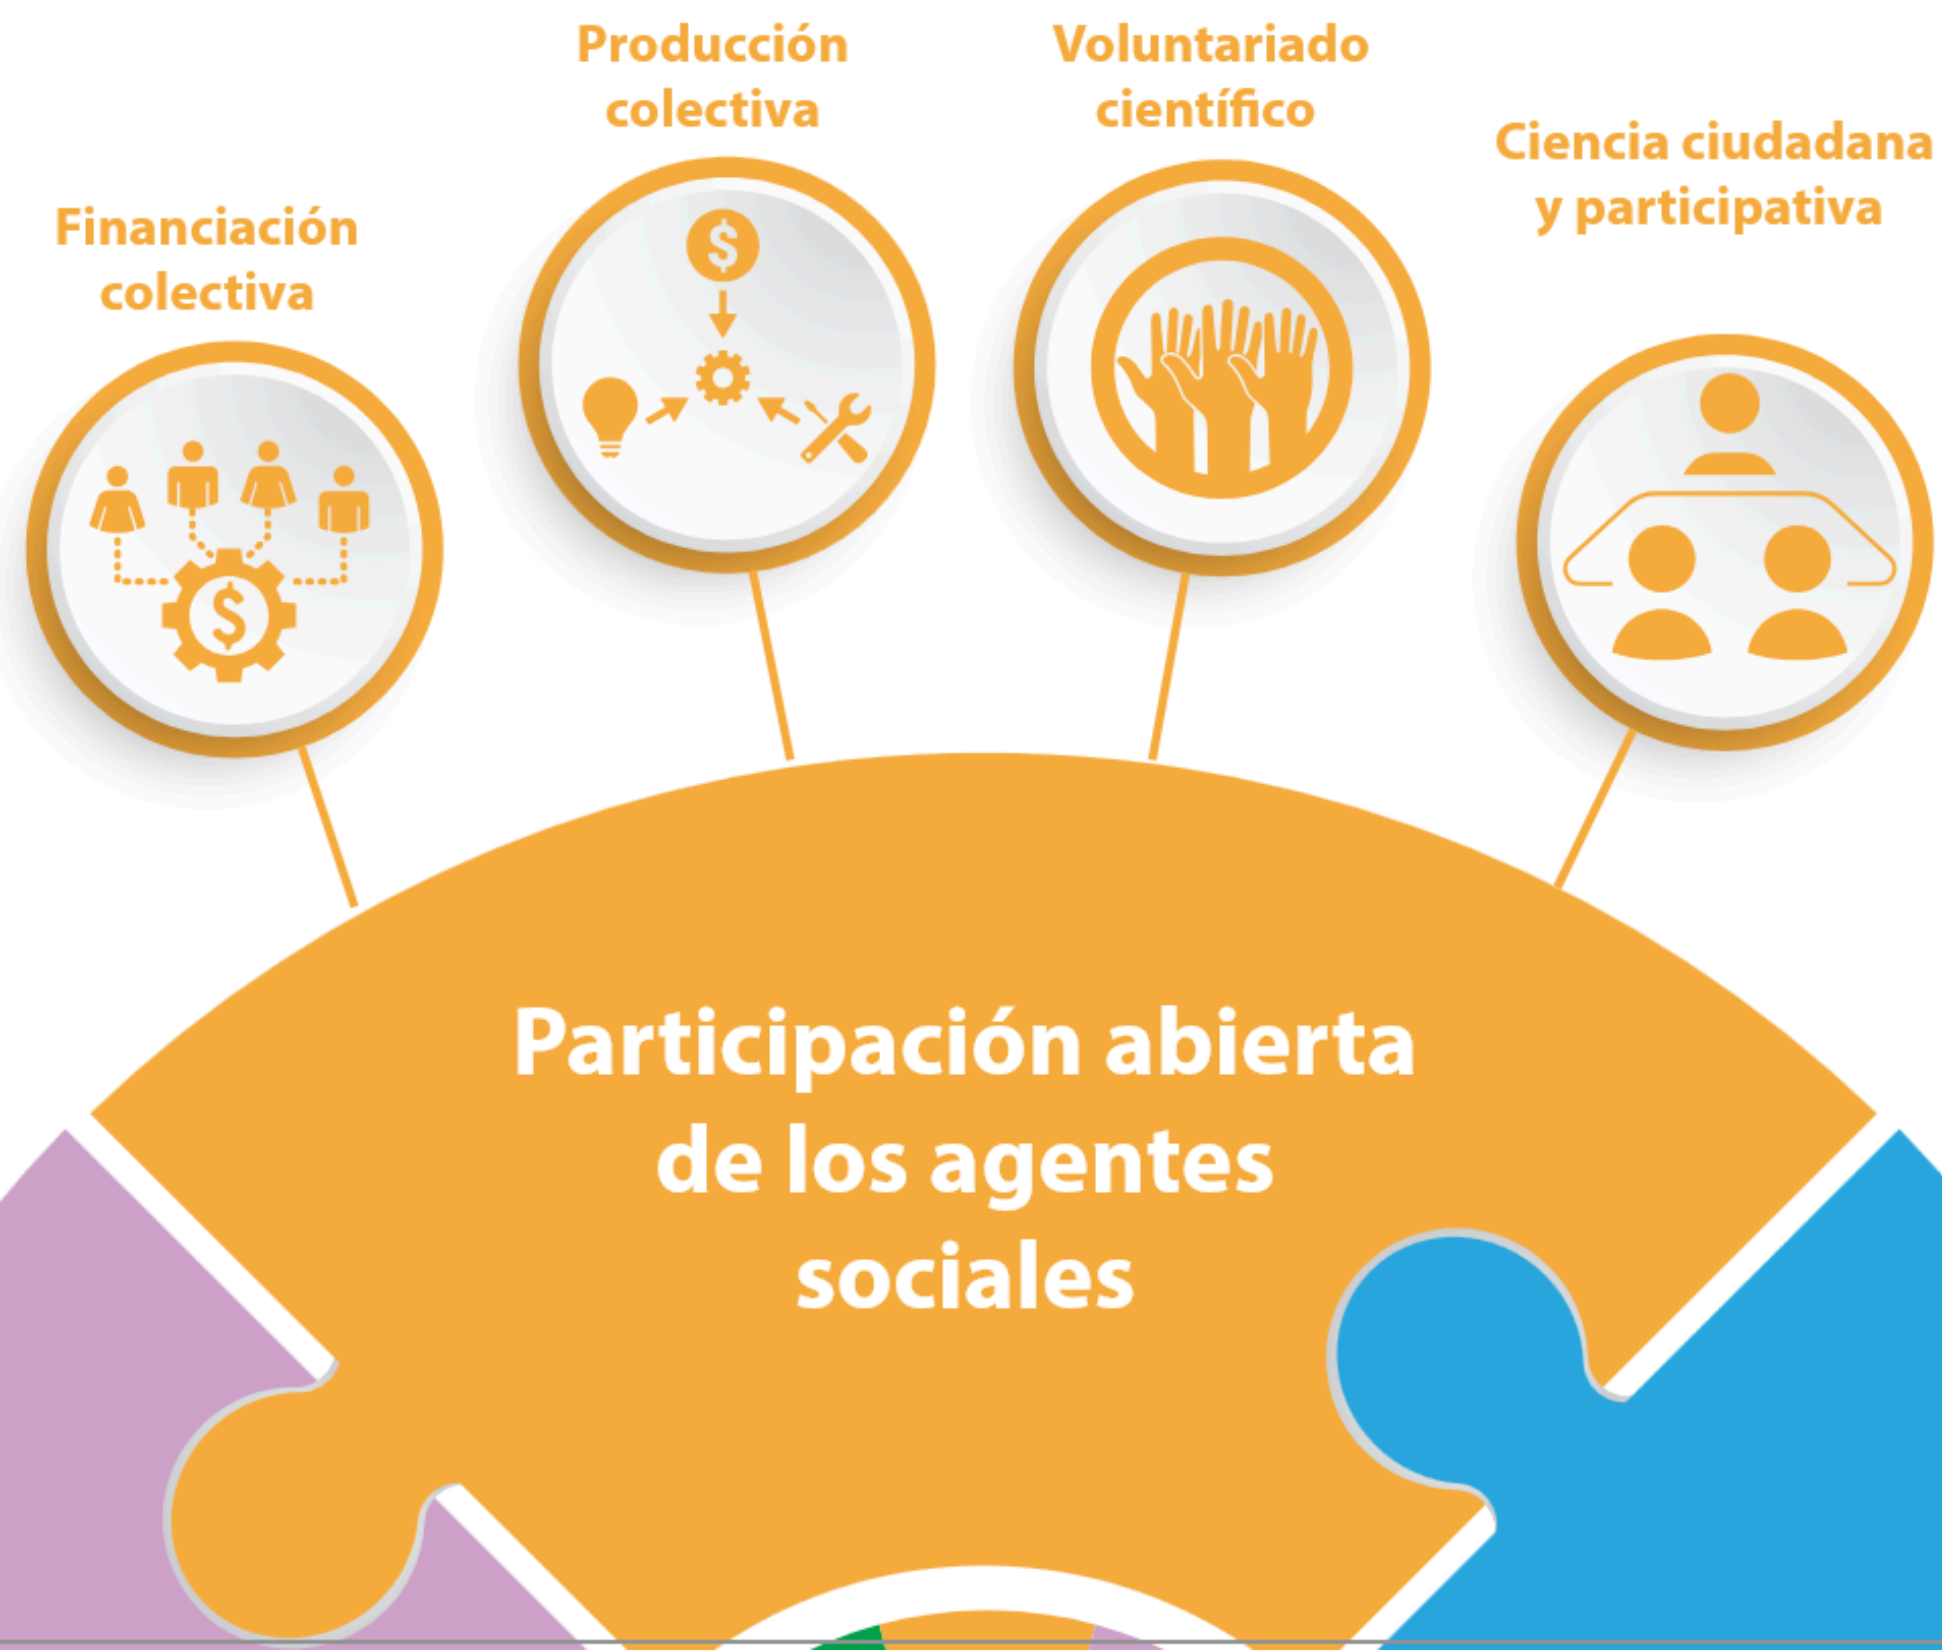 Financiación
colectiva
Producción
colectiva
Voluntariado
científico
Ciencia ciudadana
y participativa
$
$
Participación abierta
de los agentes
sociales